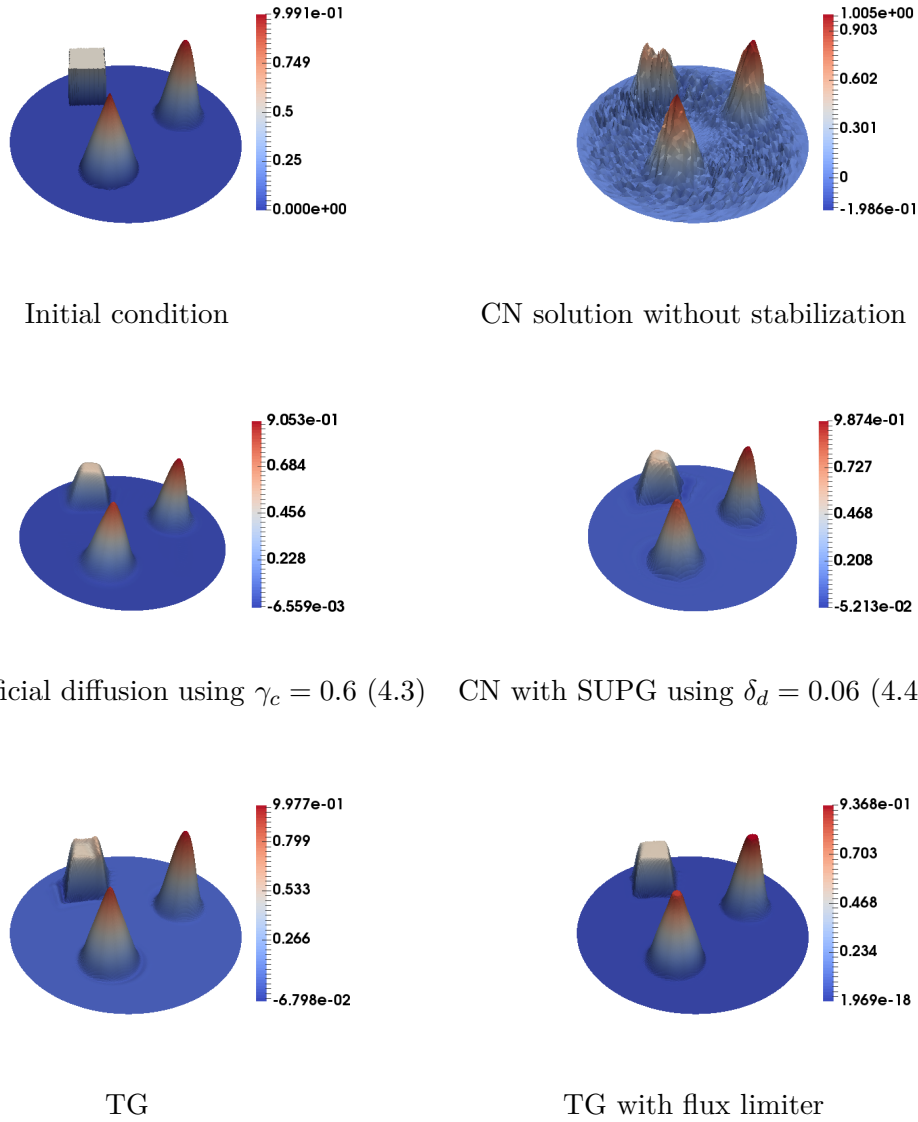 9.991e-01
0.749
0.5
0.25
0.000e+00
1.005e+00
0.903
0.602
0.301
0
-1.986e-01
Initial condition
CN solution without stabilization
9.053e-01
0.684
0.456
0.228
-6.559e-03
9.874e-01
0.727
0.468
0.208
-5.213e-02
ficial diffusion using γc = 0.6 (4.3)
CN with SUPG using δd = 0.06 (4.4
9.977e-01
0.799
0.533
0.266
-6.798e-02
9.368e-01
0.703
0.468
0.234
1.969e-18
TG
TG with flux limiter